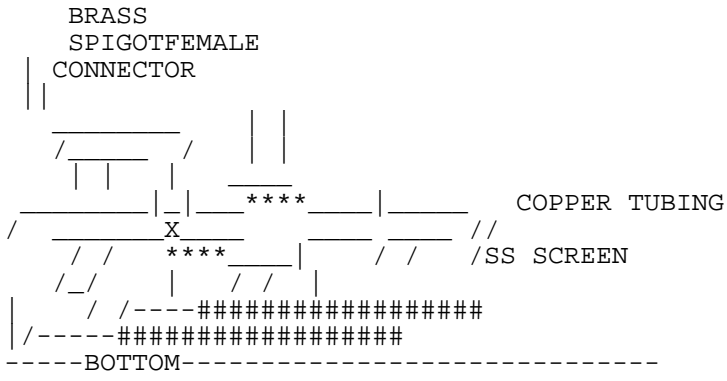 BRASS
SPIGOTFEMALE
CONNECTOR
COPPER TUBING
X
SS SCREEN
BOTTOM